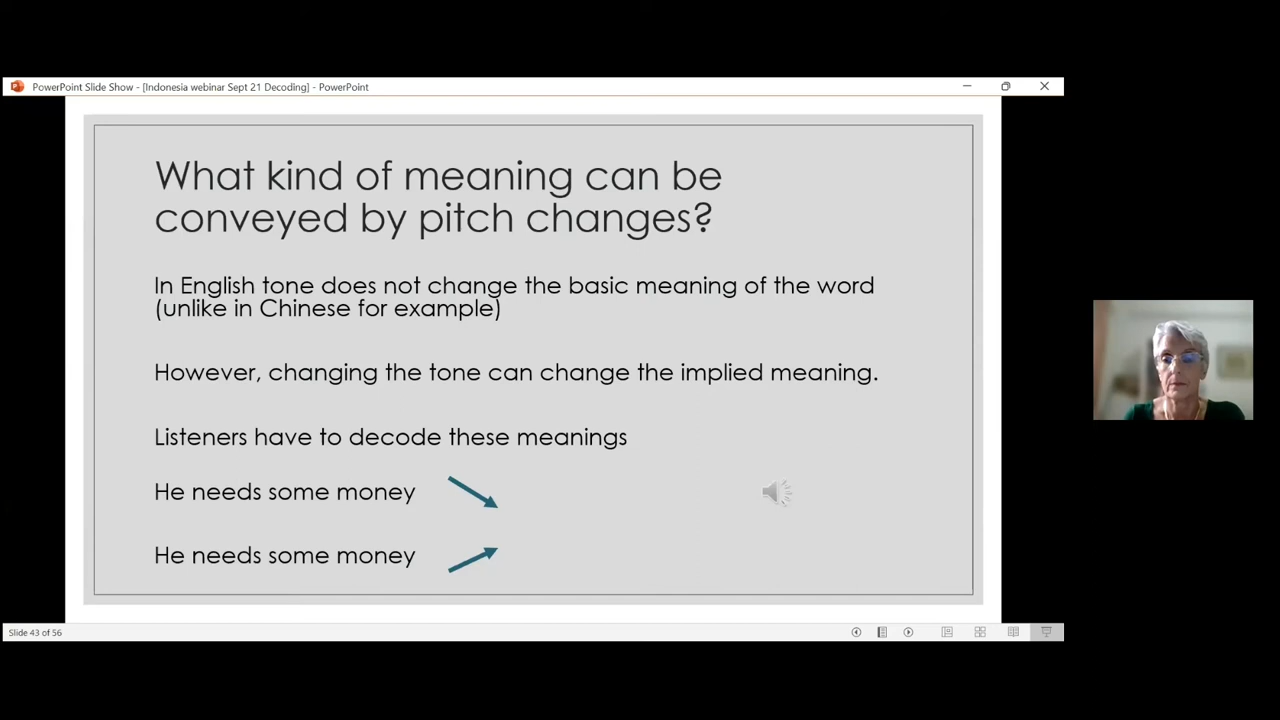 PowerPoint Slide Show - [Indonesia webinar Sept 21 Decoding] - PowerPoint
What kind of meaning can be
conveyed by pitch changes?
In English tone does not change the basic meaning of the word
(unlike in Chinese for example)
However, changing the tone can change the implied meaning.
Listeners have to decode these meanings
He needs some money
He needs some money
Slide 43 of 56